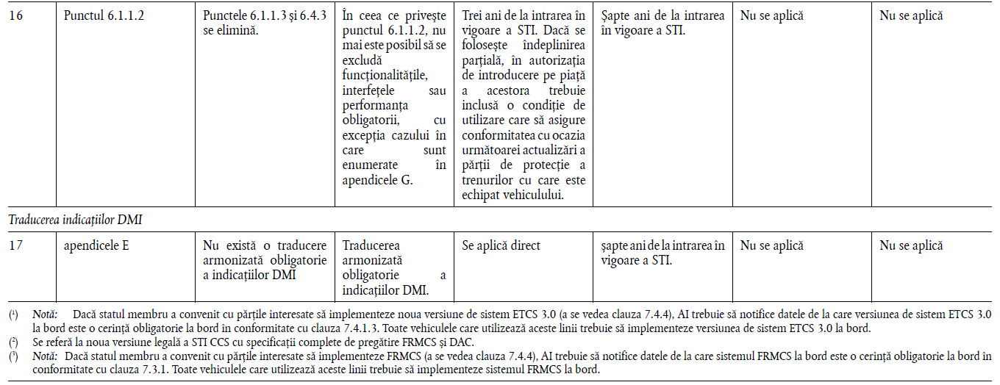 16
Punctul 6.1.1.2
Punctele 6.1.1.3 și 6.4.3
se elimină.
În ceea ce privește
punctul 6.1.1.2, nu
mai este posibil să se
excludă
funcționalitățile,
interfețele sau
performanța
obligatorii, cu
excepția cazului în
care sunt
enumerate în
apendicele G.
Trei ani de la intrarea în
vigoare a STI. Dacă se
folosește îndeplinirea
parțială, în autorizația
de introducere pe piață
a acestora trebuie
inclusă o condiție de
utilizare care să asigure
conformitatea cu ocazia
următoarei actualizări a
părții de protecție a
trenurilor cu care este
echipat vehiculului.
Șapte ani de la intrarea
în vigoare a STI.
Nu se aplică
Nu se aplică
Traducerea indicațiilor DMI
17
apendicele E
Nu există o traducere
armonizată obligatorie
a indicațiilor DMI
Traducerea
armonizată
obligatorie a
indicațiilor DMI.
Se aplică direct
șapte ani de la intrarea în
vigoare a STI.
Nu se aplică
Nu se aplică
(¹) Notă: Dacă statul membru a convenit cu părțile interesate să implementeze noua versiune de sistem ETCS 3.0 (a se vedea clauza 7.4.4), AI trebuie să notifice datele de la care versiunea de sistem ETCS 3.0
la bord este o cerință obligatorie la bord în conformitate cu clauza 7.4.1.3. Toate vehiculele care utilizează aceste linii trebuie să implementeze versiunea de sistem ETCS 3.0 la bord.
(²) Se referă la noua versiune legală a STI CCS cu specificații complete de pregătire FRMCS și DAC.
(³) Notă: Dacă statul membru a convenit cu părțile interesate să implementeze FRMCS (a se vedea clauza 7.4.4), AI trebuie să notifice datele de la care sistemul FRMCS la bord este o cerință obligatorie la bord în
conformitate cu clauza 7.3.1. Toate vehiculele care utilizează aceste linii trebuie să implementeze sistemul FRMCS la bord.